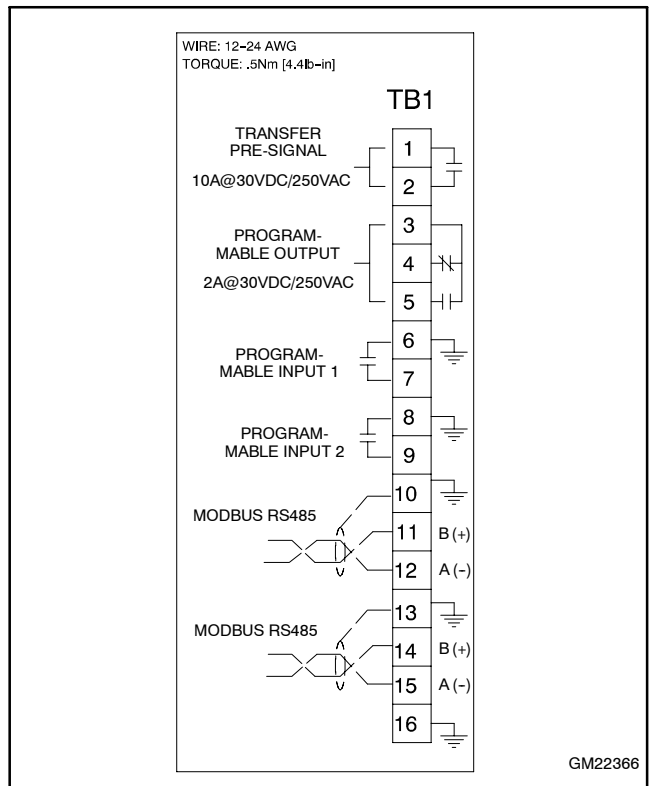 WIRE: 12-24 AWG
TORQUE: .5Nm [4.4lb-in]
TB1
TRANSFER
PRE-SIGNAL
10A@30VDC/250VAC
1
2
PROGRAM-
MABLE OUTPUT
2A@30VDC/250VAC
3
4
5
PROGRAM-
MABLE INPUT 1
6
7
PROGRAM-
MABLE INPUT 2
8
9
MODBUS RS485
10
11 B (+)
12 A (-)
MODBUS RS485
13
14 B (+)
15 A (-)
16
GM22366